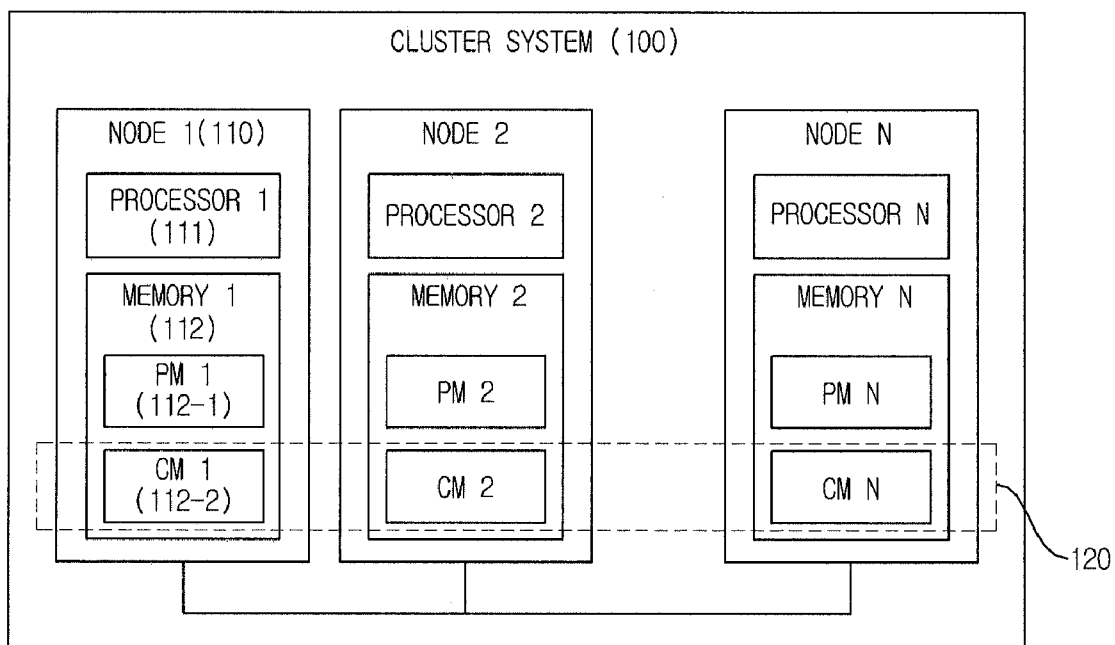 CLUSTER SYSTEM (100)
NODE 1(110)
PROCESSOR 1
(111)
MEMORY 1
(112)
PM 1
(112-1)
CM 1
(112-2)
NODE 2
PROCESSOR 2
MEMORY 2
PM 2
CM 2
NODE N
PROCESSOR N
MEMORY N
PM N
CM N
120